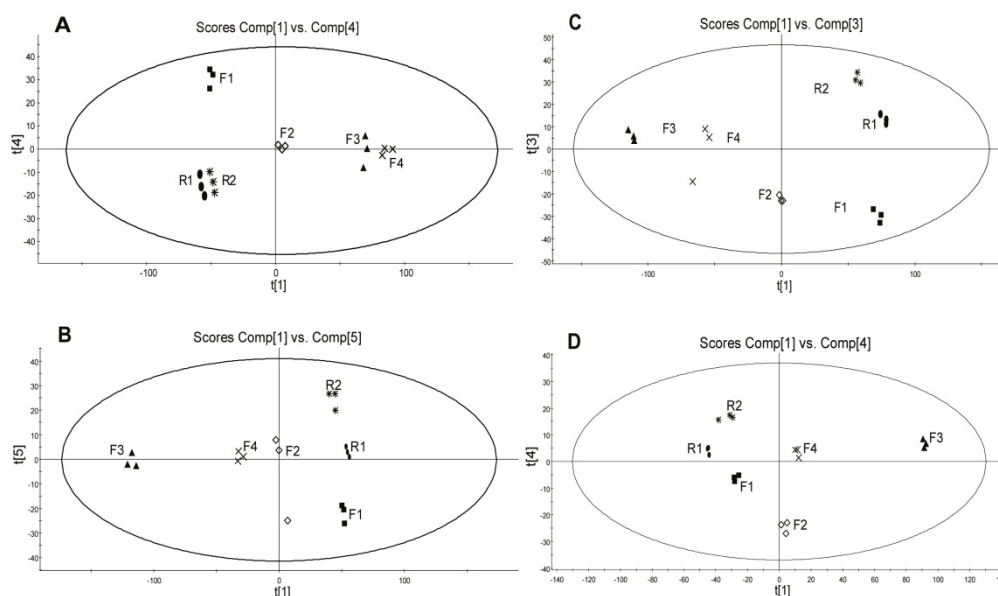 A
Scores Comp[1] vs. Comp[4]
t[4]
40
30
20
10
0
-10
-20
-30
-40
F1
F2
F3
F4
R1
R2
-100
0
100
t[1]
C
Scores Comp[1] vs. Comp[3]
t[3]
50
40
30
20
10
0
-10
-20
-30
-40
-50
R2
R1
F3
F4
F2
F1
-100
0
100
t[1]
B
Scores Comp[1] vs. Comp[5]
t[5]
40
30
20
10
0
-10
-20
-30
-40
R2
F4
F2
R1
F3
F1
-100
0
100
t[1]
D
Scores Comp[1] vs. Comp[4]
t[4]
40
30
20
10
0
-10
-20
-30
-40
R2
F3
R1
F4
F1
F2
-140 -120 -100 -80 -60 -40 -20 0 20 40 60 80 100 120
t[1]